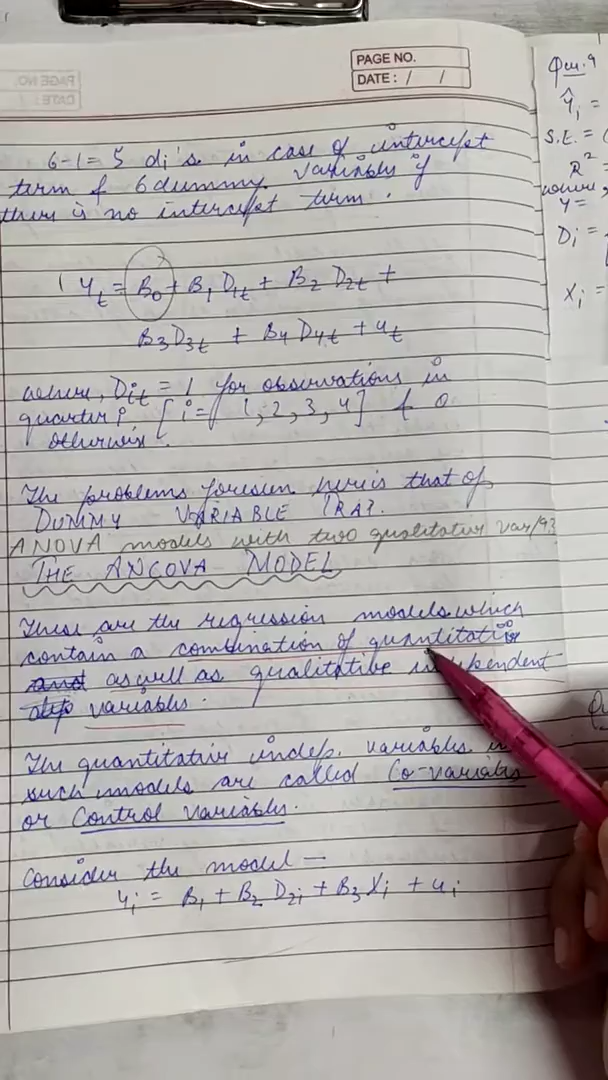 PAGE NO.
DATE: / /
6-1 = 5 di's in case of intercept
term & 6 dummy variables if
there is no intercept term.
Yt = B0 + B1 D1t + B2 D2t +
B3 D3t + B4 D4t + ut
where, Dit = 1 for observations in
quarter i [i = 1, 2, 3, 4] & 0
otherwise.
The problems foreseen here is that of
DUMMY VARIABLE TRAP.
ANOVA models with two qualitative var/93
THE ANCOVA MODEL
These are the regression models which
contain a combination of quantitative
and as well as qualitative independent
variables.
The quantitative indep. variables in
such models are called Co-variates
or Control variables.
Consider the model —
Yi = B1 + B2 D2i + B3 Xi + ui
Que. 9
Ŷi =
S.E. = (
R² =
where,
Y =
Di =
Xi =